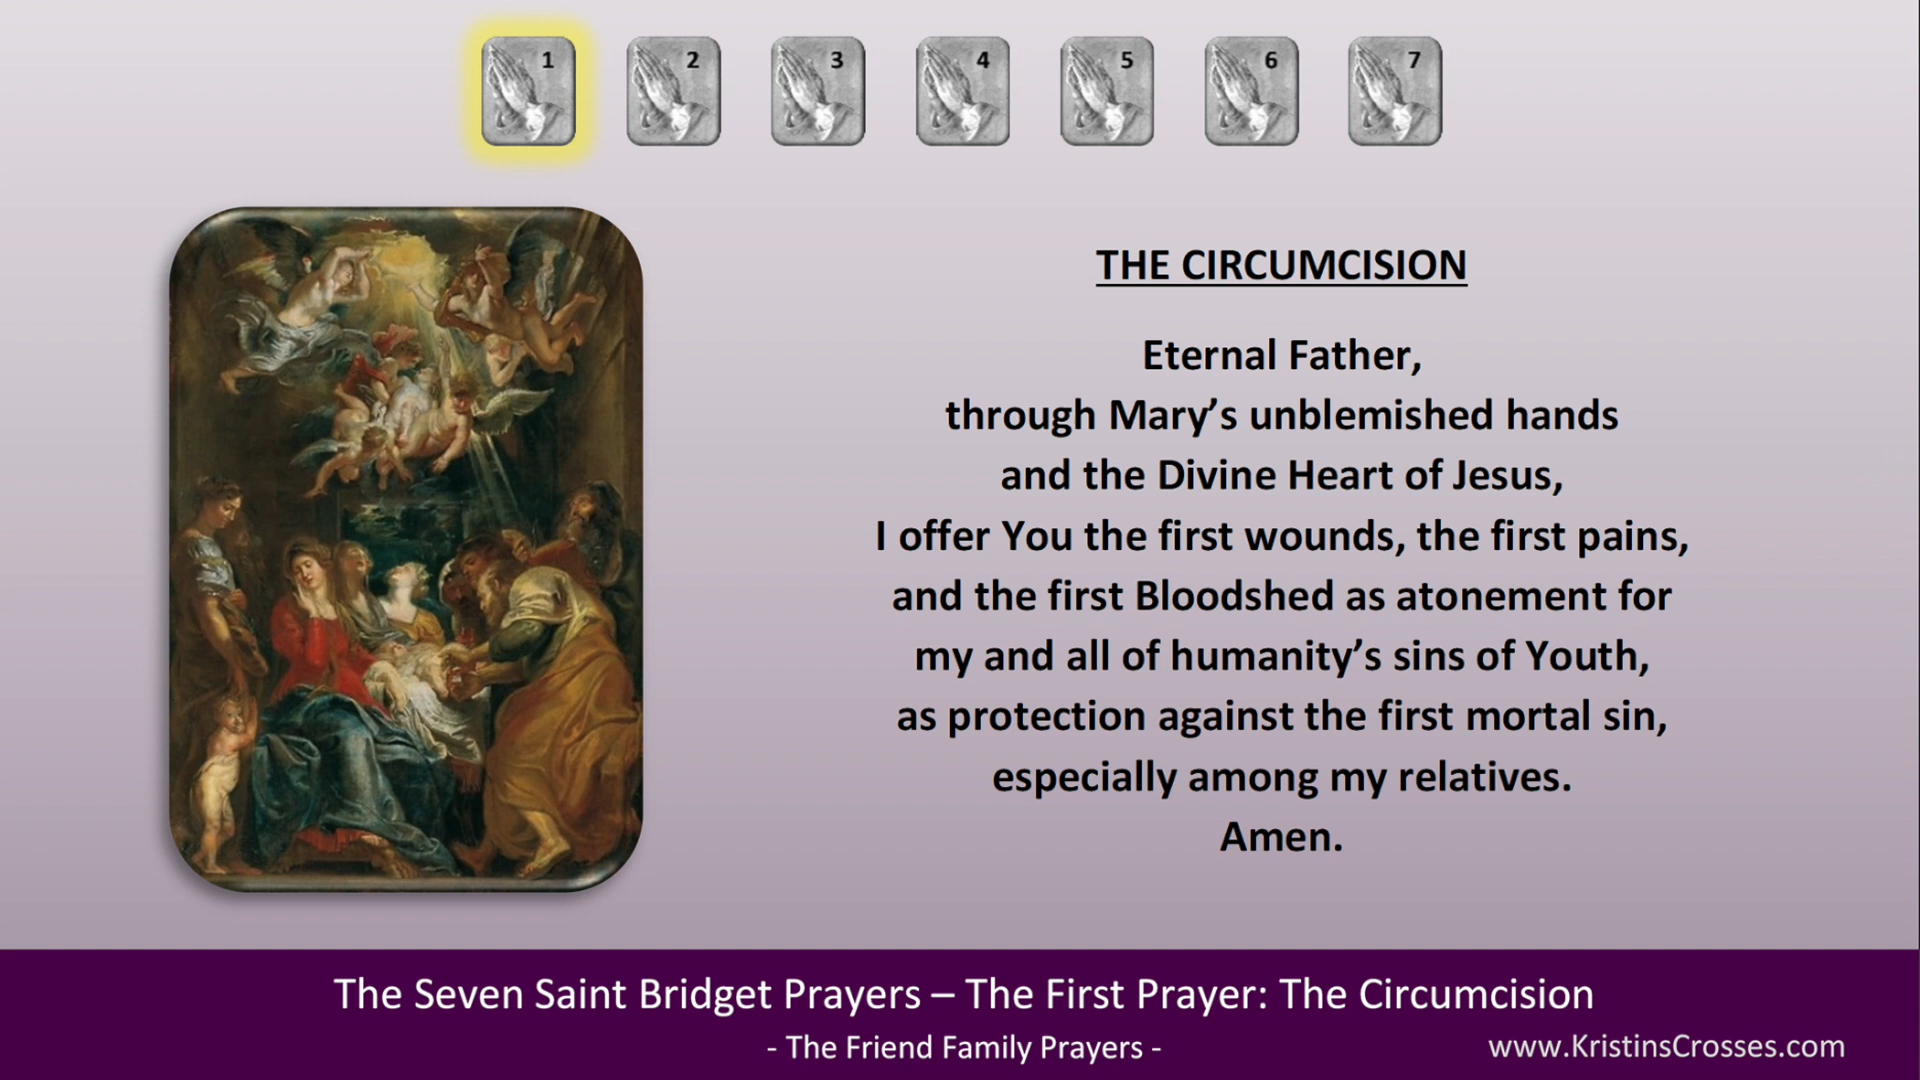 1 2 3 4 5 6 7
THE CIRCUMCISION
Eternal Father,
through Mary’s unblemished hands
and the Divine Heart of Jesus,
I offer You the first wounds, the first pains,
and the first Bloodshed as atonement for
my and all of humanity’s sins of Youth,
as protection against the first mortal sin,
especially among my relatives.
Amen.
The Seven Saint Bridget Prayers – The First Prayer: The Circumcision
- The Friend Family Prayers -
www.KristinsCrosses.com